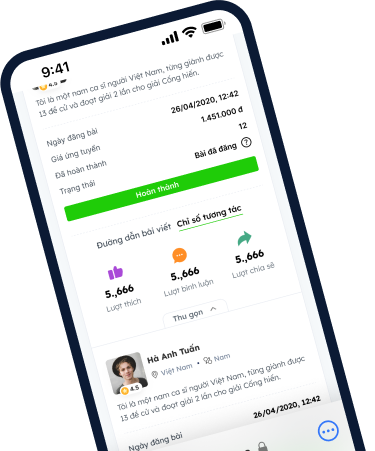 9:41
4.9
Tôi là một nam ca sĩ người Việt Nam, từng giành được
13 đề cử và đoạt giải 2 lần cho giải Cống hiến.
Ngày đăng bài 26/04/2020, 12:42
Giá ứng tuyển 1.451.000 đ
Đã hoàn thành 12
Trạng thái Bài đã đăng
Hoàn thành
Đường dẫn bài viết Chỉ số tương tác
5.,666 5.,666 5.,666
Lượt thích Lượt bình luận Lượt chia sẻ
Thu gọn
Hà Anh Tuấn
Việt Nam • Nam
4.5
Tôi là một nam ca sĩ người Việt Nam, từng giành được
13 đề cử và đoạt giải 2 lần cho giải Cống hiến.
Ngày đăng bài 26/04/2020, 12:42